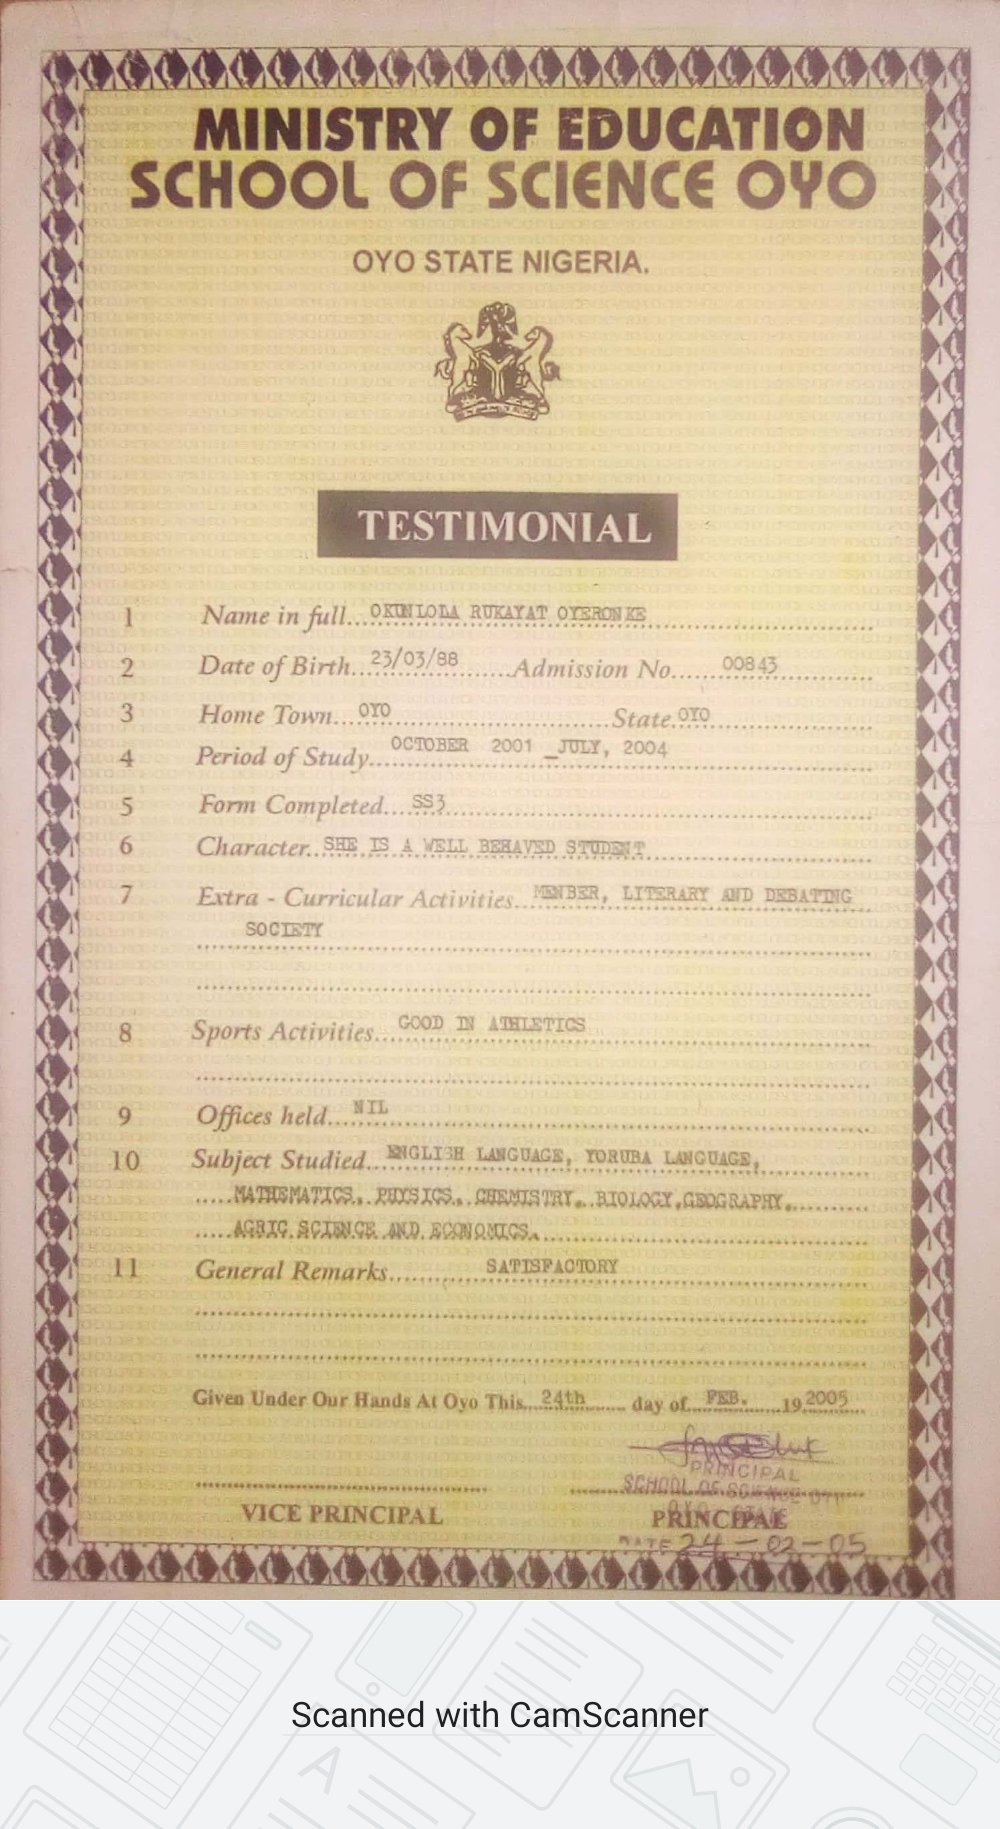 MINISTRY OF EDUCATION
SCHOOL OF SCIENCE OYO
OYO STATE NIGERIA.
TESTIMONIAL
1 Name in full...OKUNLOLA RUKAYAT OYERONKE
2 Date of Birth...23/03/88.......Admission No......00843
3 Home Town...OYO...State.OYO
4 Period of Study...OCTOBER 2001 _JULY, 2004
5 Form Completed...SS3
6 Character..SHE IS A WELL BEHAVED STUDENT
7 Extra - Curricular Activities...MEMBER, LITERARY AND DEBATING
SOCIETY
8 Sports Activities...GOOD IN ATHLETICS
9 Offices held...NIL
10 Subject Studied...ENGLISH LANGUAGE, YORUBA LANGUAGE,
MATHEMATICS, PHYSICS, CHEMISTRY, BIOLOGY,GEOGRAPHY,
AGRIC SCIENCE AND ECONOMICS.
11 General Remarks...SATISFACTORY
Given Under Our Hands At Oyo This...24th...day of...FEB....19 2005
PRINCIPAL
SCHOOL OF SCIENCE OYO
OYO STATE
VICE PRINCIPAL PRINCIPAL
DATE 24-02-05
Scanned with CamScanner